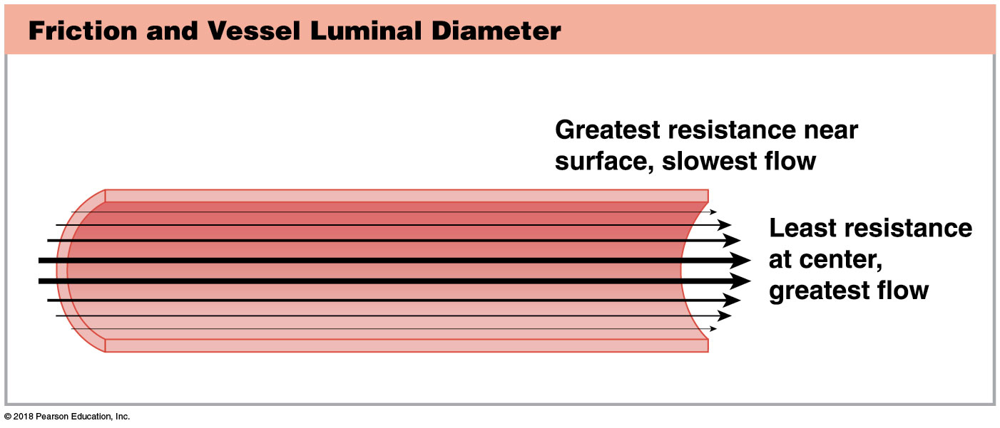 Friction and Vessel Luminal Diameter
Greatest resistance near
surface, slowest flow
Least resistance
at center,
greatest flow
© 2018 Pearson Education, Inc.